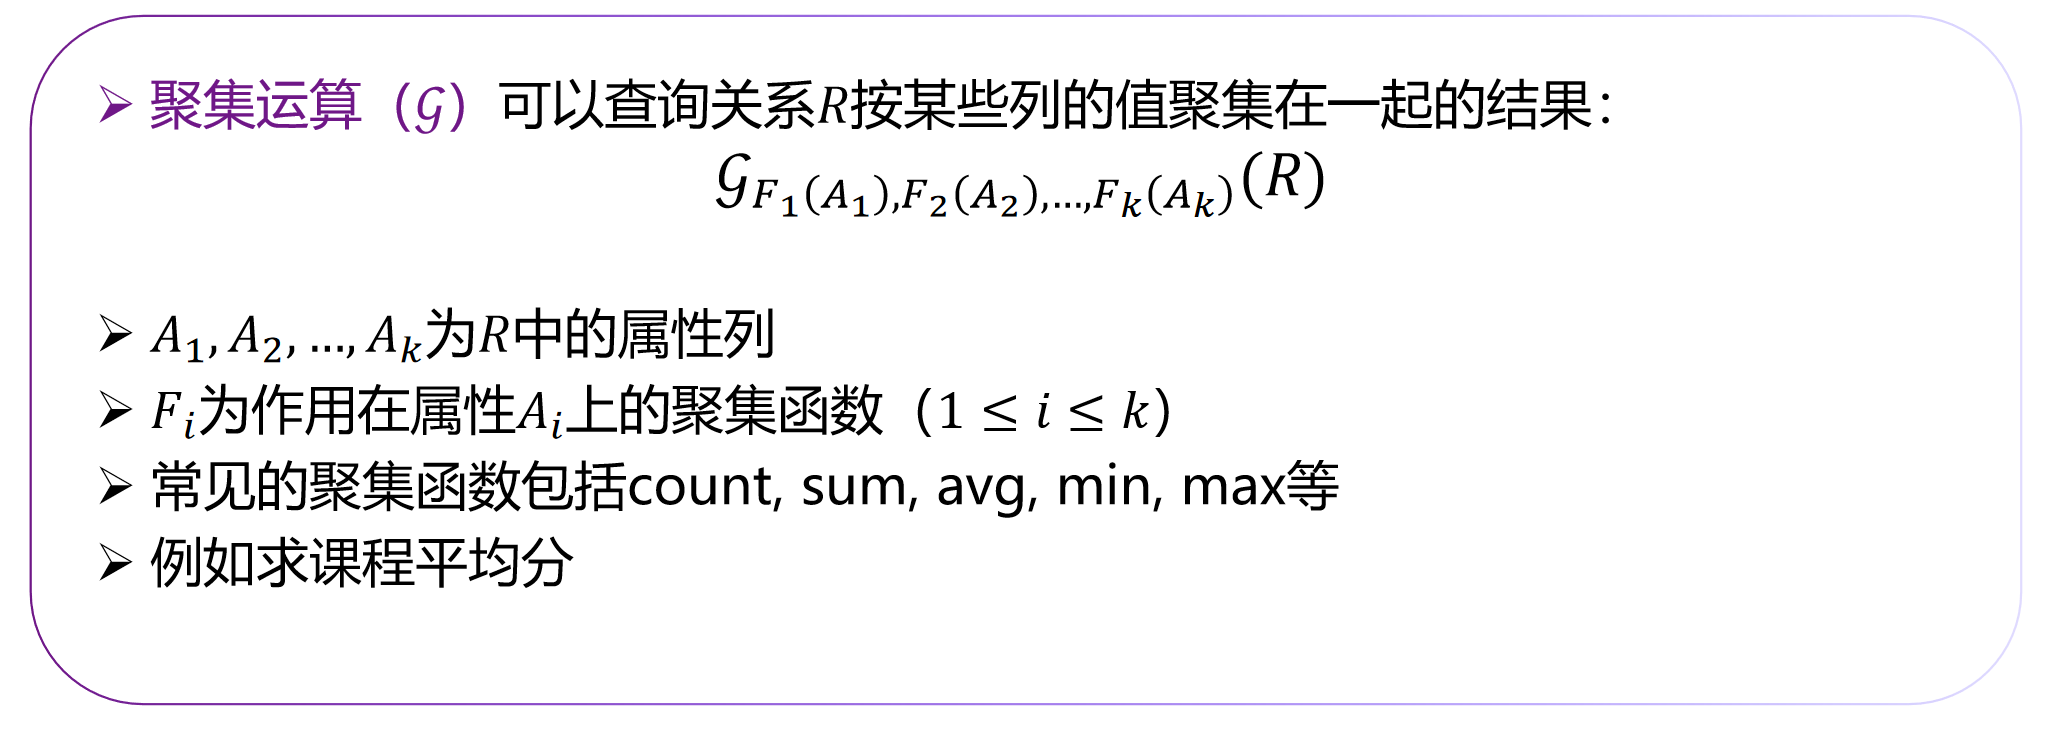 ➢ 聚集运算（𝒢）可以查询关系R按某些列的值聚集在一起的结果：
𝒢F₁(A₁),F₂(A₂),…,Fₖ(Aₖ)(R)
➢ A₁, A₂, …, Aₖ为R中的属性列
➢ Fᵢ为作用在属性Aᵢ上的聚集函数（1 ≤ i ≤ k）
➢ 常见的聚集函数包括count, sum, avg, min, max等
➢ 例如求课程平均分